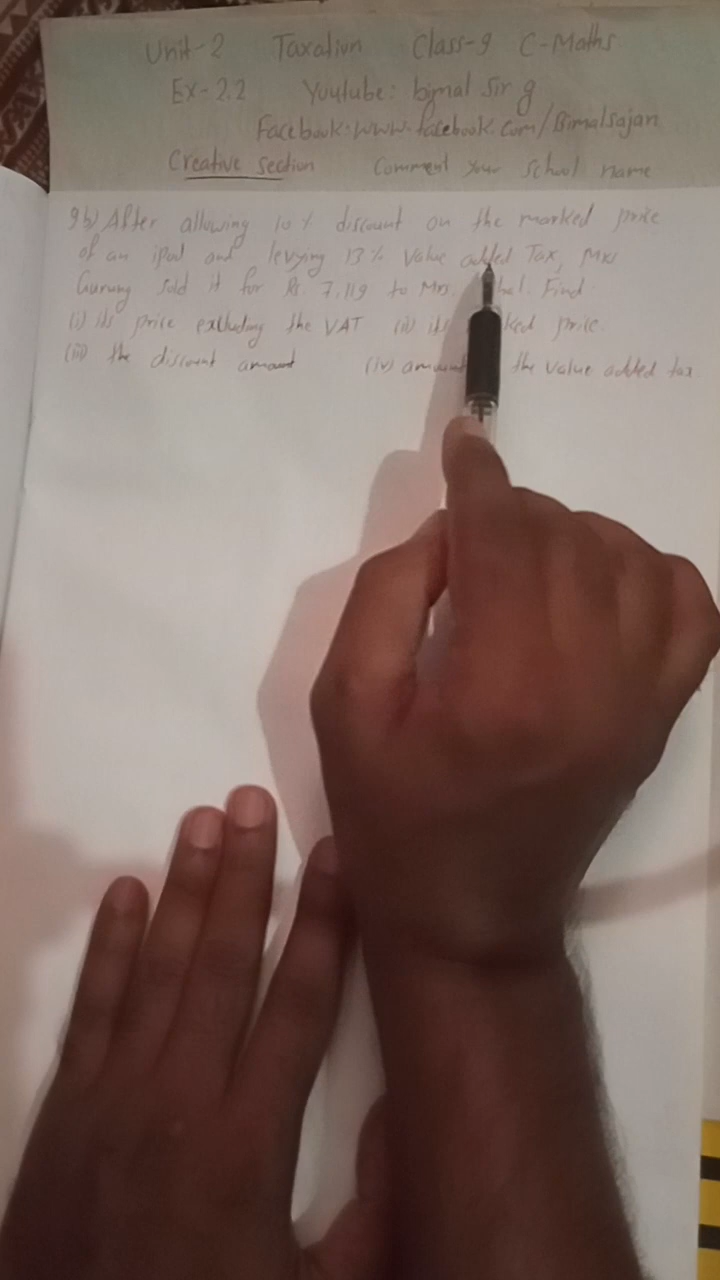 Unit-2 Taxation Class-9 C-Maths
Ex-2.2 Youtube: bimal sir g
Facebook: www.facebook.com/Bimalsajan
Creative section Comment your school name
9b) After allowing 10% discount on the marked price
of an ipod and levying 13% value added Tax, Mrs
Gurung sold it for Rs. 7,119 to Mrs. Find
(i) its price excluding the VAT (ii) its price
(iii) the discount amount (iv) amount the value added tax